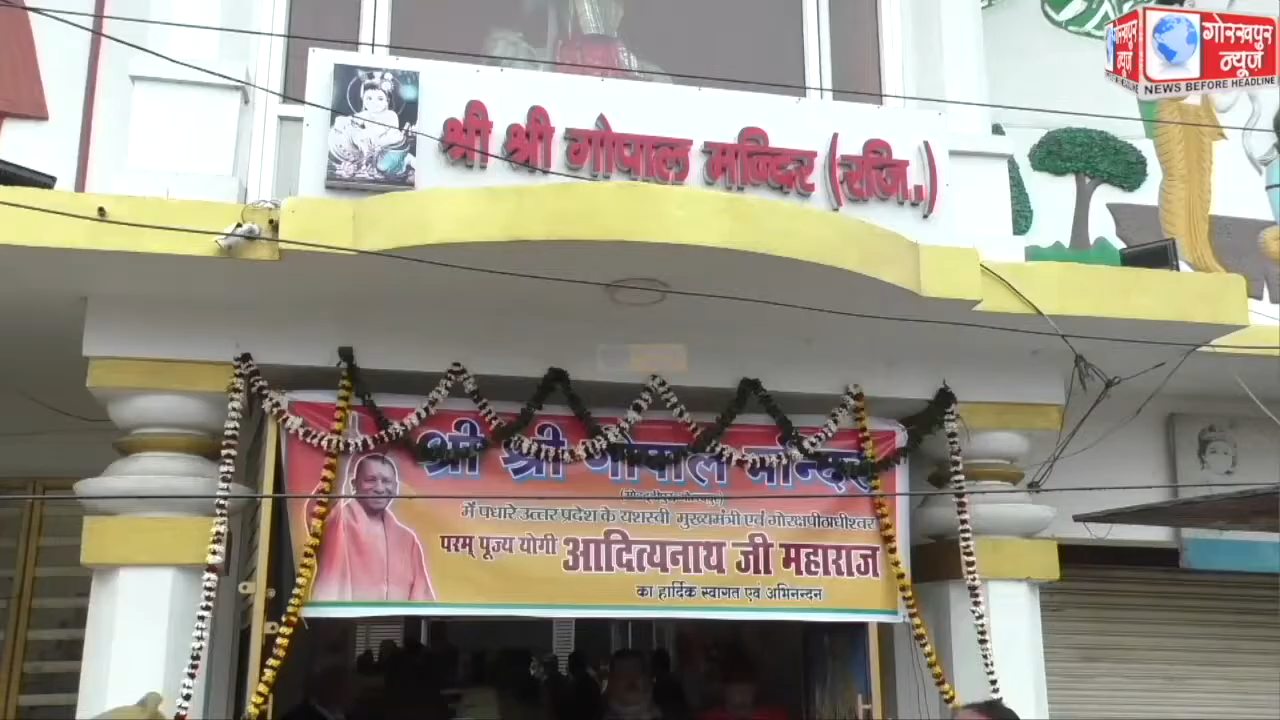 गोरखपुर
न्यूज़
NEWS BEFORE HEADLINE
श्री श्री गोपाल मन्दिर (रजि.)
श्री श्री गोपाल मन्दिर
में पधारे उत्तर प्रदेश के यशस्वी मुख्यमंत्री एवं गोरक्षपीठाधीश्वर
परम् पूज्य योगी आदित्यनाथ जी महाराज
का हार्दिक स्वागत एवं अभिनन्दन